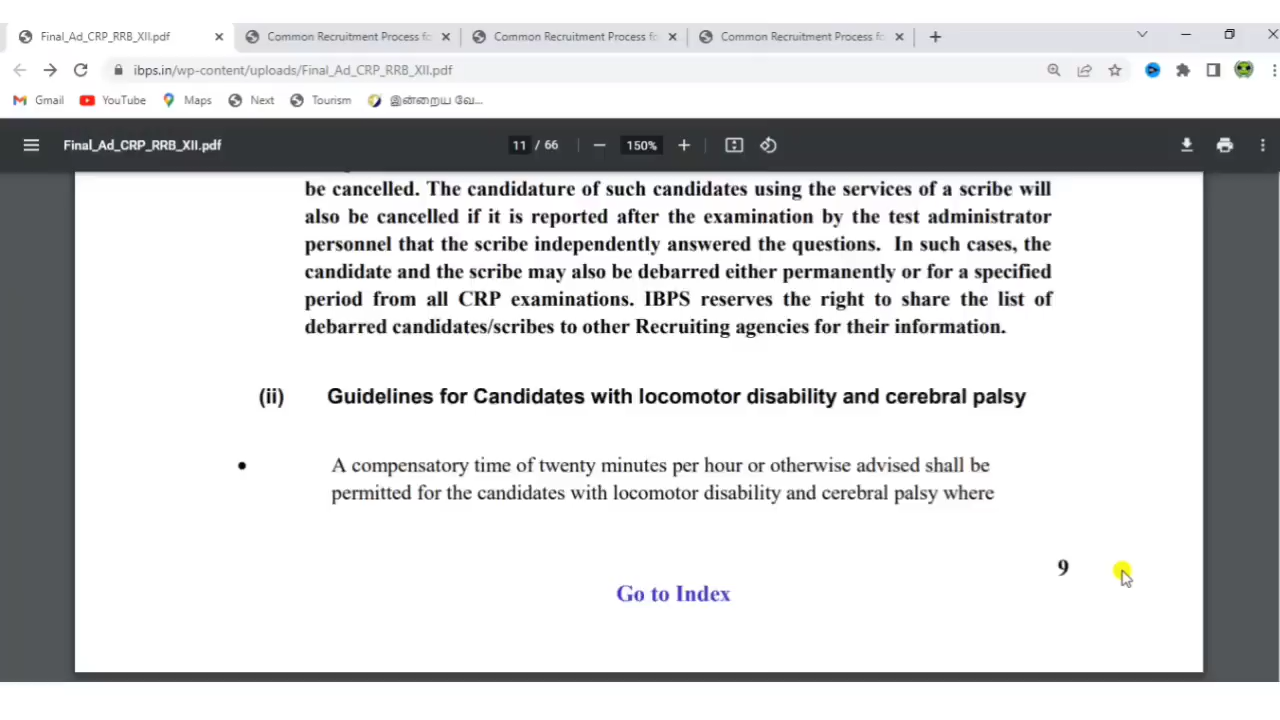 Final_Ad_CRP_RRB_XII.pdf
Common Recruitment Process fo
Common Recruitment Process fo
Common Recruitment Process fo
ibps.in/wp-content/uploads/Final_Ad_CRP_RRB_XII.pdf
Gmail
YouTube
Maps
Next
Tourism
இன்றைய வே...
Final_Ad_CRP_RRB_XII.pdf
11 / 66
150%
be cancelled. The candidature of such candidates using the services of a scribe will
also be cancelled if it is reported after the examination by the test administrator
personnel that the scribe independently answered the questions. In such cases, the
candidate and the scribe may also be debarred either permanently or for a specified
period from all CRP examinations. IBPS reserves the right to share the list of
debarred candidates/scribes to other Recruiting agencies for their information.
(ii) Guidelines for Candidates with locomotor disability and cerebral palsy
• A compensatory time of twenty minutes per hour or otherwise advised shall be
permitted for the candidates with locomotor disability and cerebral palsy where
9
Go to Index